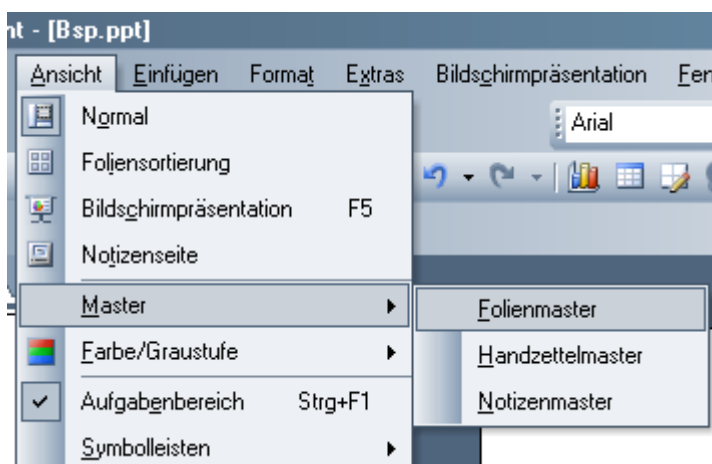 nt - [Bsp.ppt]
Ansicht Einfügen Format Extras Bildschirmpräsentation Fen
Normal
Arial
Foliensortierung
Bildschirmpräsentation F5
Notizenseite
Master
Folienmaster
Farbe/Graustufe
Handzettelmaster
Aufgabenbereich Strg+F1
Notizenmaster
Symbolleisten